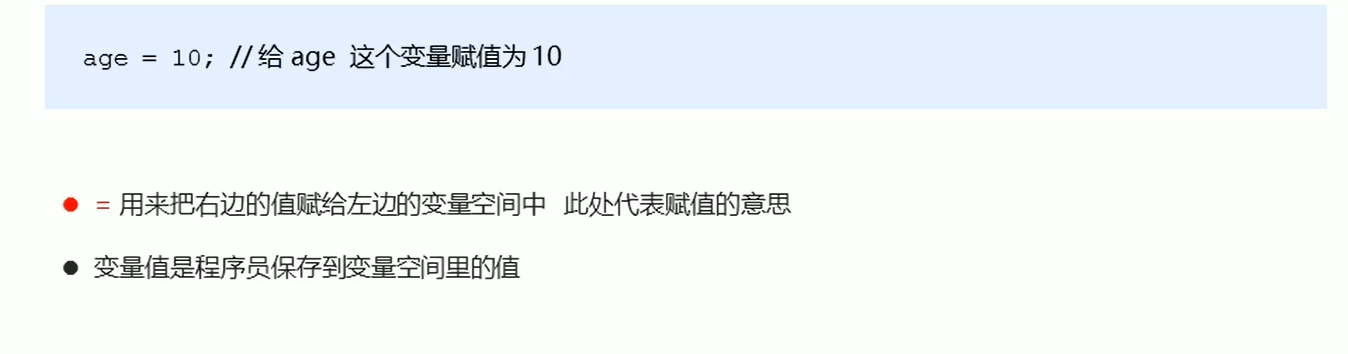 age = 10; // 给 age 这个变量赋值为 10
= 用来把右边的值赋给左边的变量空间中 此处代表赋值的意思
变量值是程序员保存到变量空间里的值